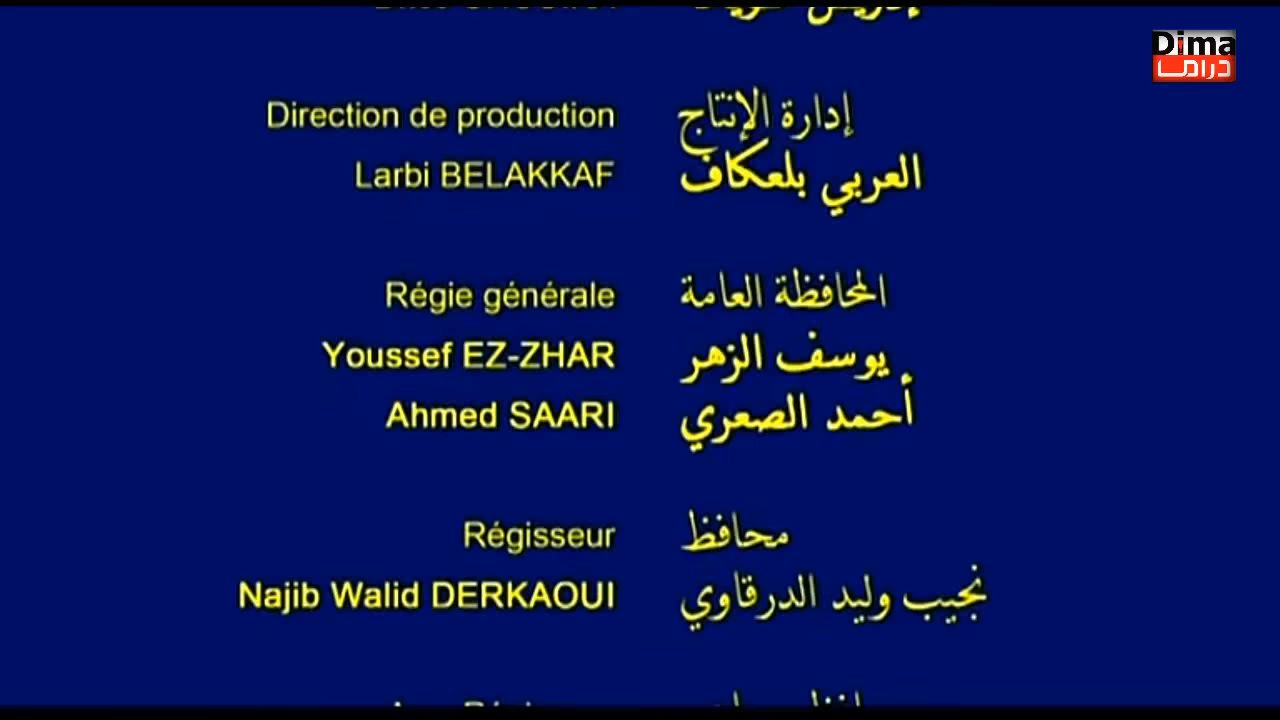 Dima
دراما
Direction de production إدارة الإنتاج
Larbi BELAKKAF العربي بلعكاف
Régie générale المحافظة العامة
Youssef EZ-ZHAR يوسف الزهر
Ahmed SAARI أحمد الصعري
Régisseur محافظ
Najib Walid DERKAOUI نجيب وليد الدرقاوي